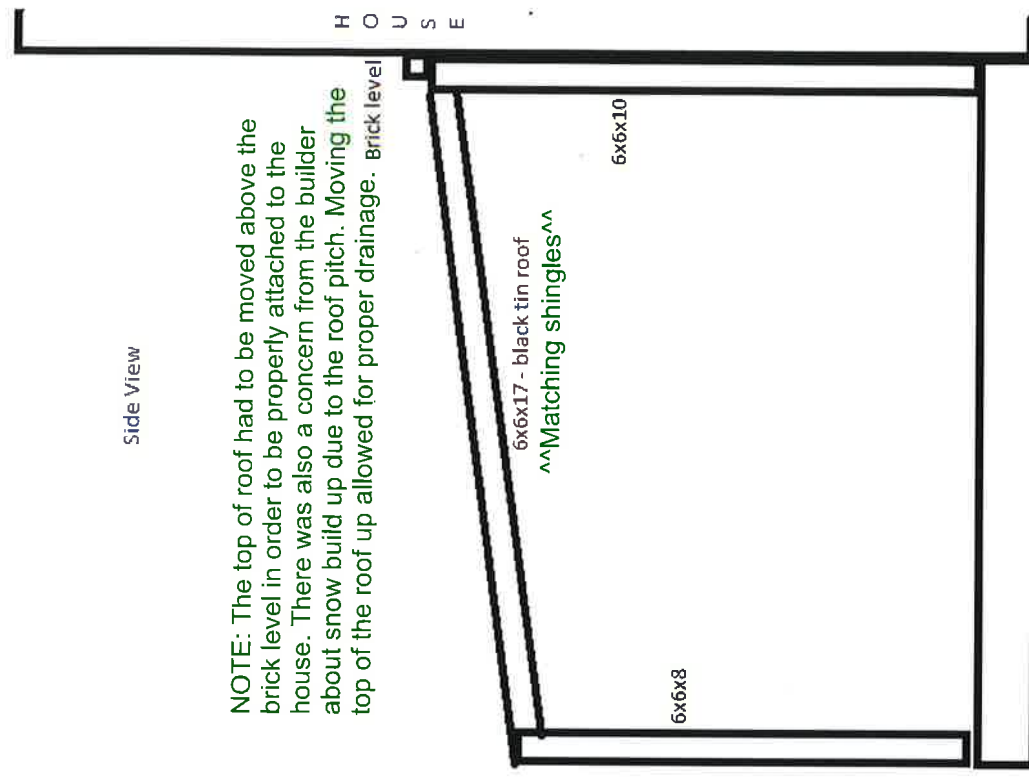 Side View
NOTE: The top of roof had to be moved above the
brick level in order to be properly attached to the
house. There was also a concern from the builder
about snow build up due to the roof pitch. Moving the
top of the roof up allowed for proper drainage.
Brick level
HOUSE
6x6x17 - black tin roof
^^Matching shingles^^
6x6x10
6x6x8